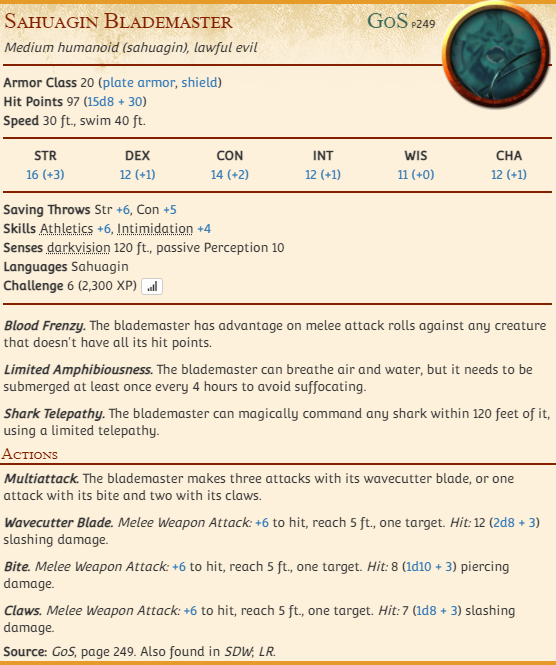 Sahuagin Blademaster GoS p249
Medium humanoid (sahuagin), lawful evil
Armor Class 20 (plate armor, shield)
Hit Points 97 (15d8 + 30)
Speed 30 ft., swim 40 ft.
STR DEX CON INT WIS CHA
16 (+3) 12 (+1) 14 (+2) 12 (+1) 11 (+0) 12 (+1)
Saving Throws Str +6, Con +5
Skills Athletics +6, Intimidation +4
Senses darkvision 120 ft., passive Perception 10
Languages Sahuagin
Challenge 6 (2,300 XP)
Blood Frenzy. The blademaster has advantage on melee attack rolls against any creature
that doesn't have all its hit points.
Limited Amphibiousness. The blademaster can breathe air and water, but it needs to be
submerged at least once every 4 hours to avoid suffocating.
Shark Telepathy. The blademaster can magically command any shark within 120 feet of it,
using a limited telepathy.
Actions
Multiattack. The blademaster makes three attacks with its wavecutter blade, or one
attack with its bite and two with its claws.
Wavecutter Blade. Melee Weapon Attack: +6 to hit, reach 5 ft., one target. Hit: 12 (2d8 + 3)
slashing damage.
Bite. Melee Weapon Attack: +6 to hit, reach 5 ft., one target. Hit: 8 (1d10 + 3) piercing
damage.
Claws. Melee Weapon Attack: +6 to hit, reach 5 ft., one target. Hit: 7 (1d8 + 3) slashing
damage.
Source: GoS, page 249. Also found in SDW; LR.